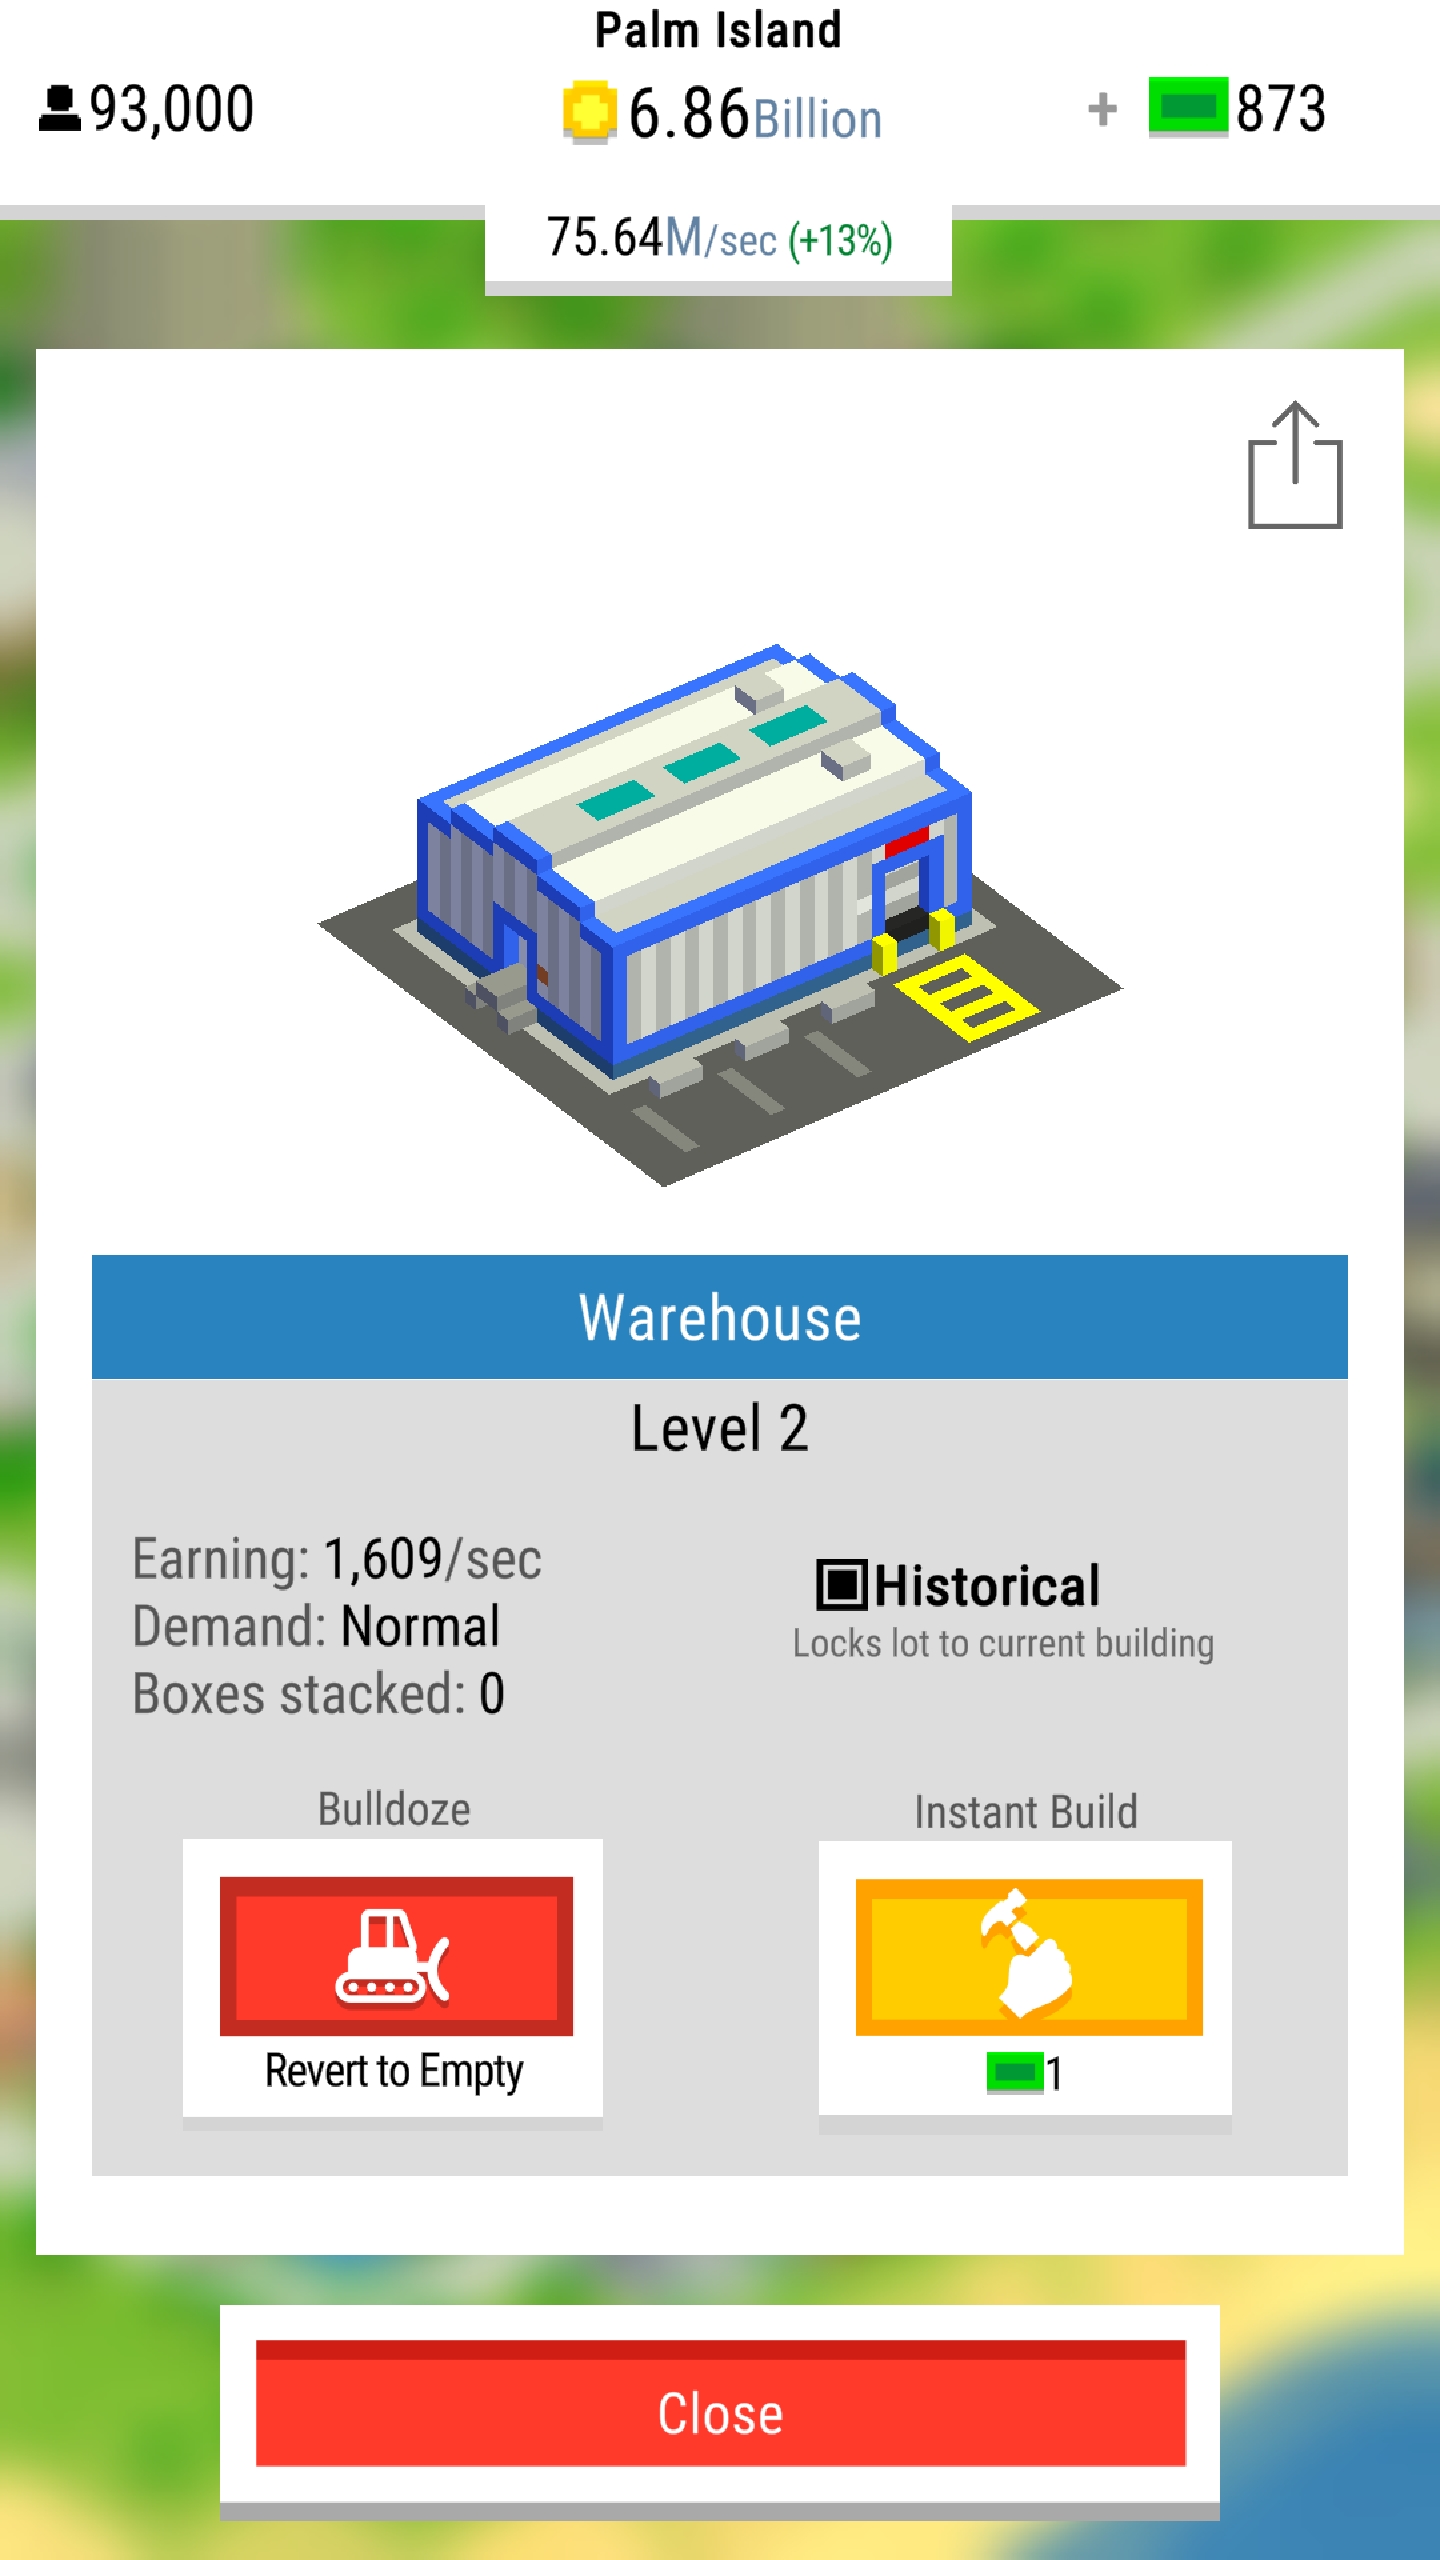 Palm Island
93,000
6.86Billion
+ 873
75.64M/sec (+13%)
Warehouse
Level 2
Earning: 1,609/sec
Demand: Normal
Boxes stacked: 0
Historical
Locks lot to current building
Bulldoze
Revert to Empty
Instant Build
1
Close